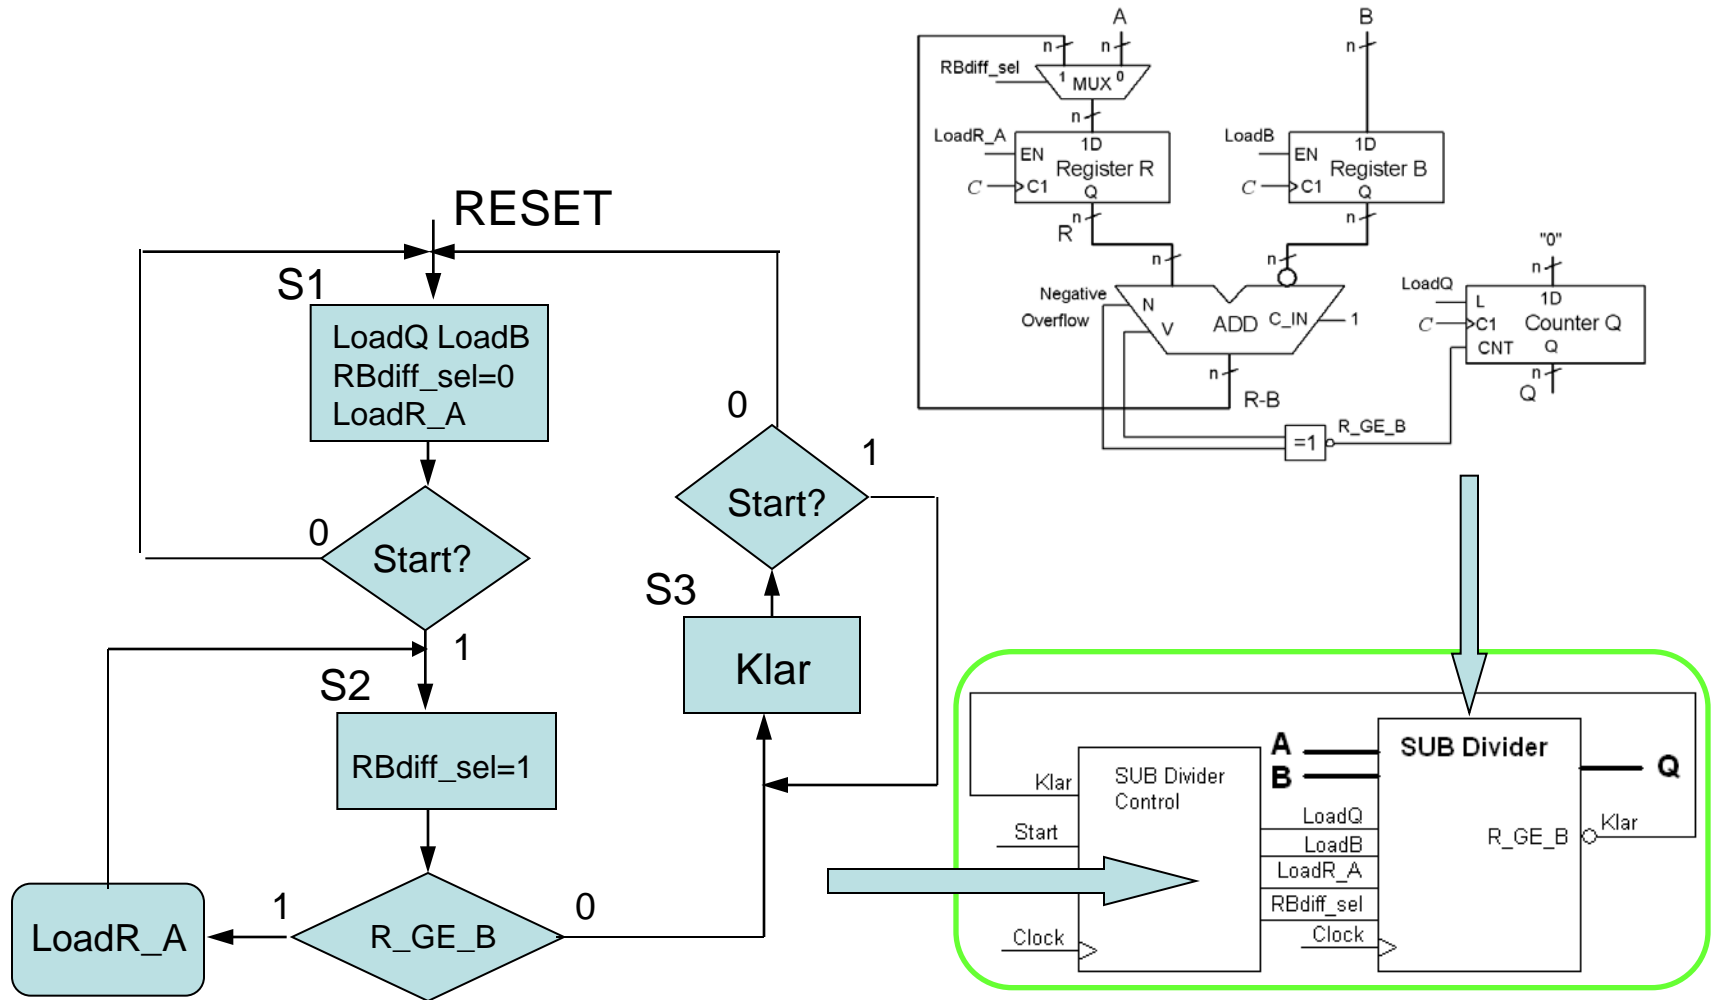 RESET
S1
LoadQ LoadB
RBdiff_sel=0
LoadR_A
Start?
0
1
S2
RBdiff_sel=1
R_GE_B
1
0
LoadR_A
S3
Klar
Start?
0
1
A
B
n
n
n
RBdiff_sel
1 MUX 0
n
LoadR_A
1D
EN
Register R
C
C1
Q
n
R
LoadB
1D
EN
Register B
C
C1
Q
n
n
n
Negative
Overflow
N
V
ADD
C_IN
1
n
R-B
"0"
n
LoadQ
L
1D
C
C1
Counter Q
CNT
Q
n
Q
=1
R_GE_B
Klar
SUB Divider
Control
Start
Clock
A
B
LoadQ
LoadB
LoadR_A
RBdiff_sel
Clock
SUB Divider
Q
R_GE_B
Klar